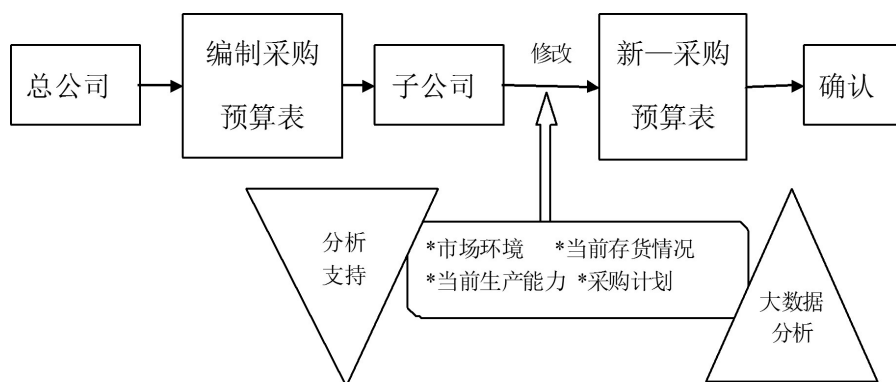 总公司
编制采购
预算表
子公司
修改
新一采购
预算表
确认
分析
支持
*市场环境 *当前存货情况
*当前生产能力 *采购计划
大数据
分析